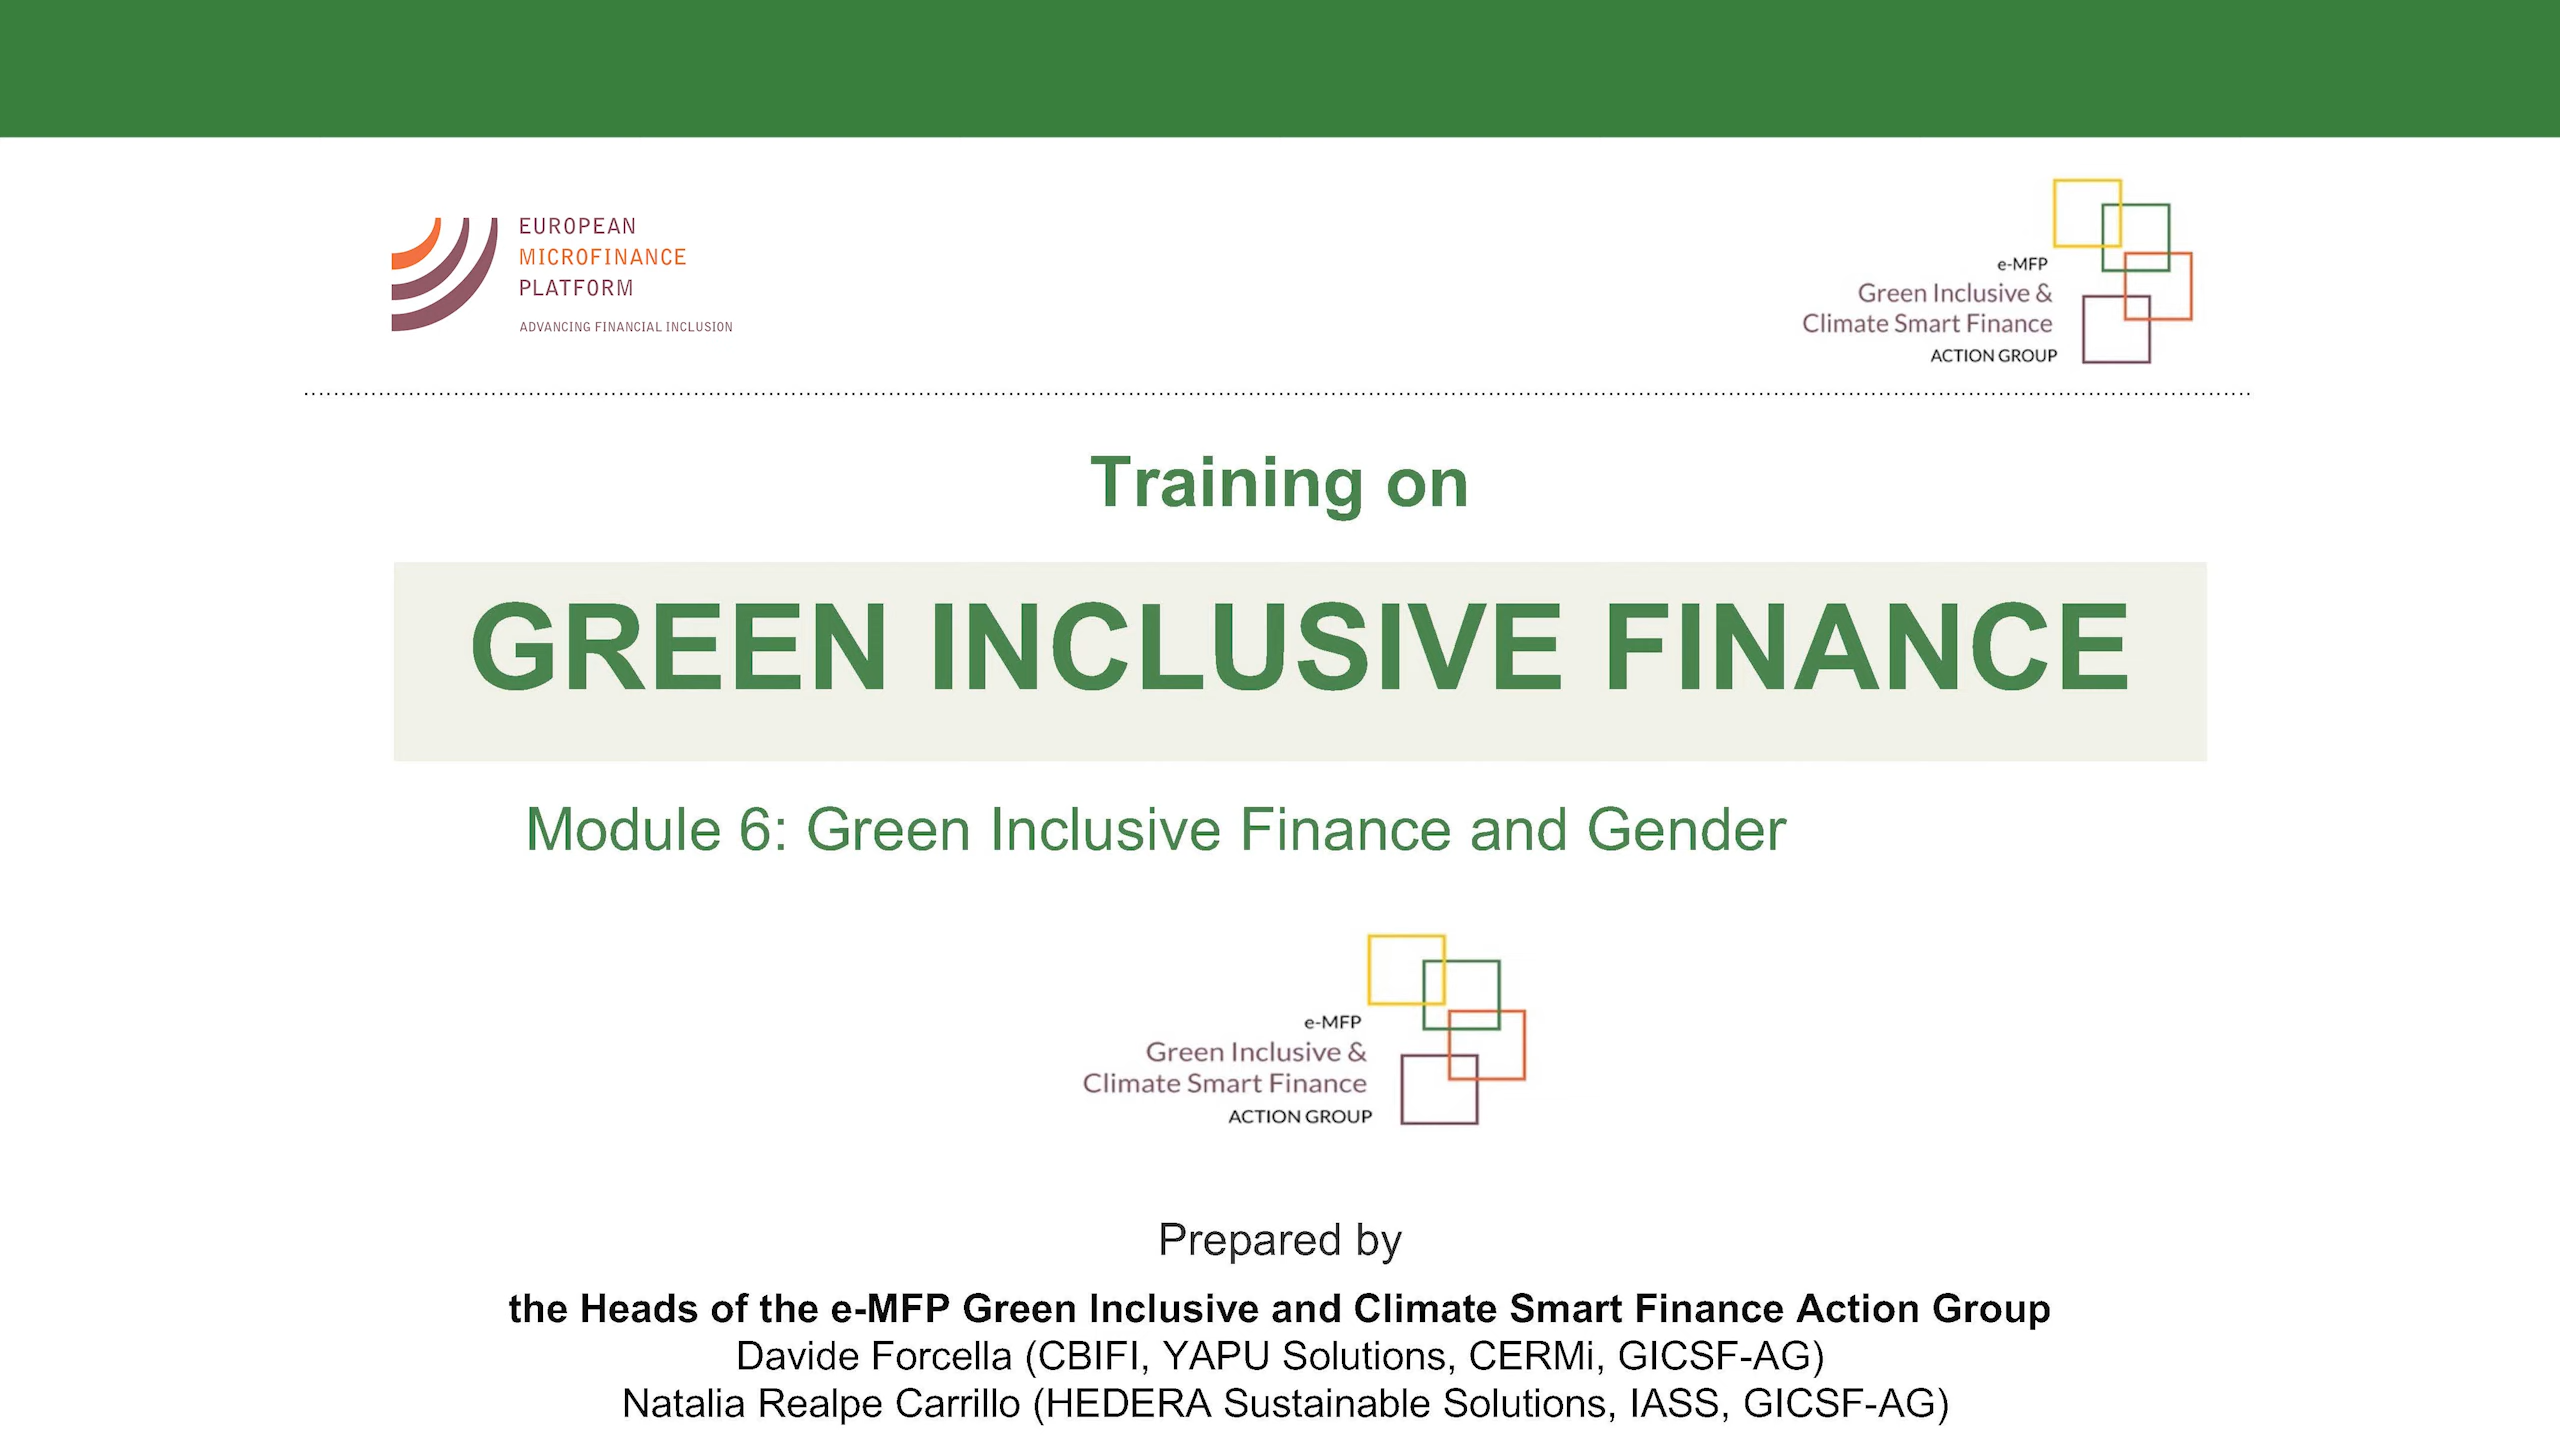 EUROPEAN
MICROFINANCE
PLATFORM
ADVANCING FINANCIAL INCLUSION
e-MFP
Green Inclusive &
Climate Smart Finance
ACTION GROUP
Training on
GREEN INCLUSIVE FINANCE
Module 6: Green Inclusive Finance and Gender
e-MFP
Green Inclusive &
Climate Smart Finance
ACTION GROUP
Prepared by
the Heads of the e-MFP Green Inclusive and Climate Smart Finance Action Group
Davide Forcella (CBIFI, YAPU Solutions, CERMi, GICSF-AG)
Natalia Realpe Carrillo (HEDERA Sustainable Solutions, IASS, GICSF-AG)